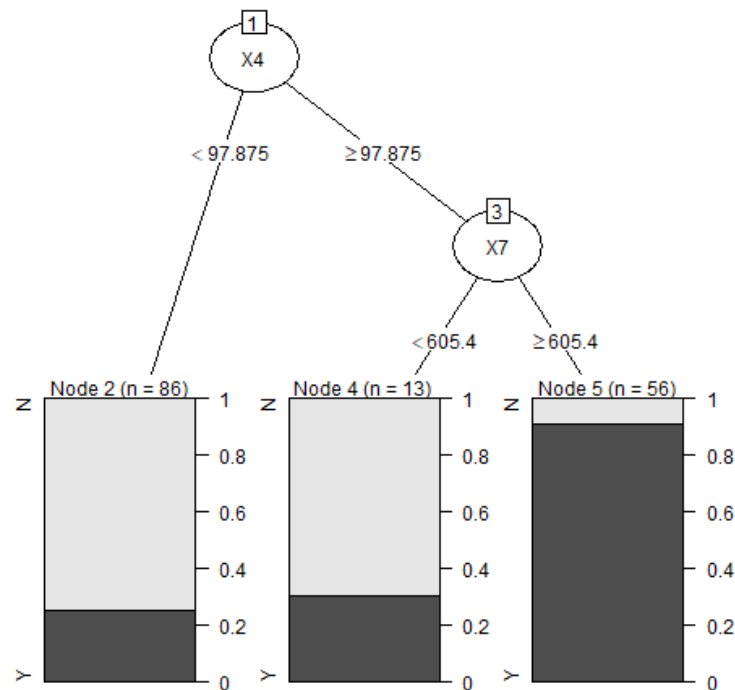 1
X4
< 97.875
≥ 97.875
3
X7
< 605.4
≥ 605.4
Node 2 (n = 86)
Node 4 (n = 13)
Node 5 (n = 56)
N
1
0.8
0.6
0.4
0.2
0
Y
N
1
0.8
0.6
0.4
0.2
0
Y
N
1
0.8
0.6
0.4
0.2
0
Y